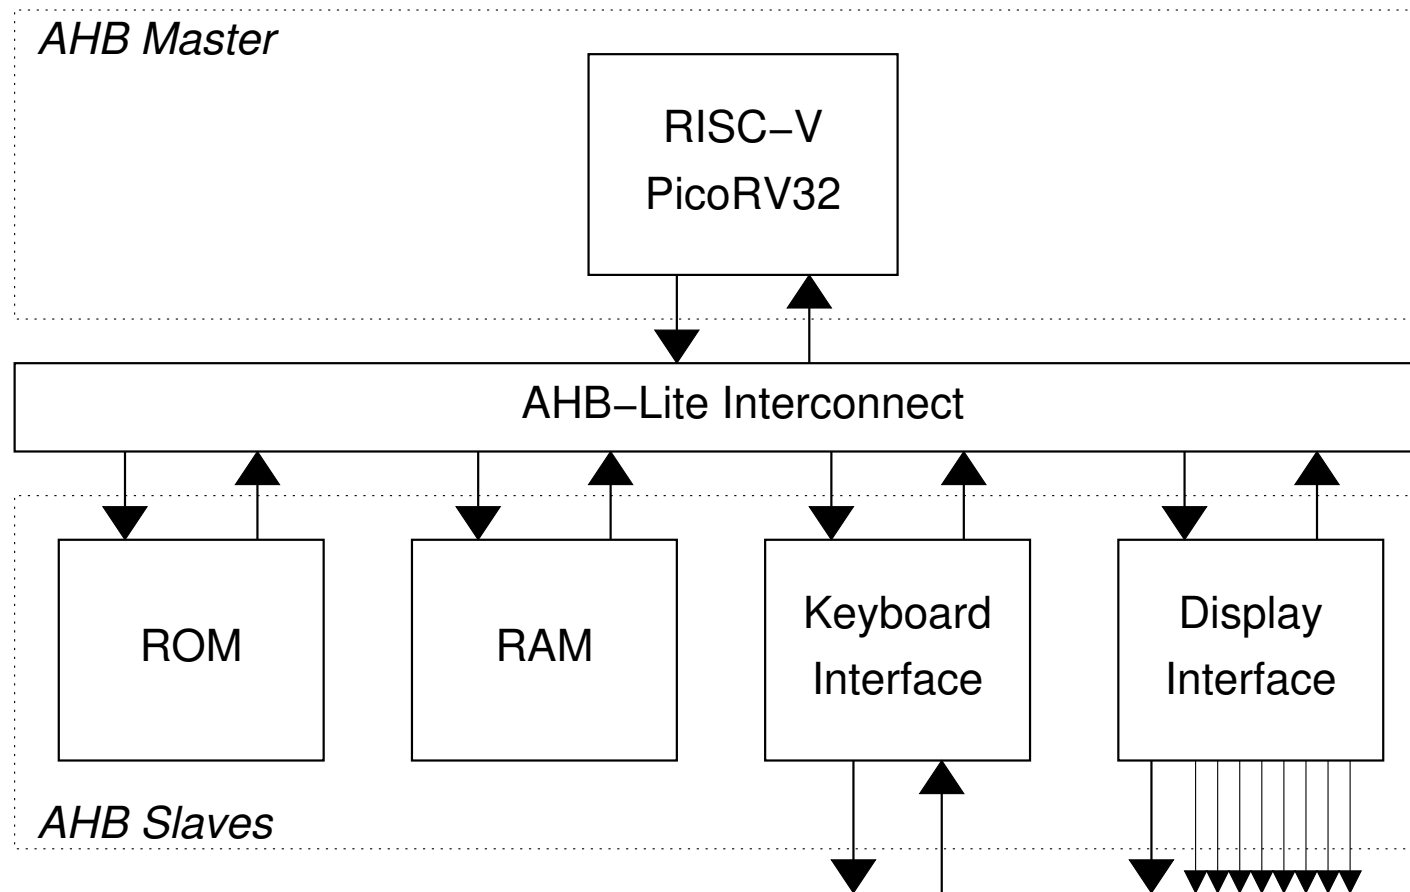 AHB Master
RISC−V
PicoRV32
AHB−Lite Interconnect
ROM
RAM
Keyboard
Interface
Display
Interface
AHB Slaves